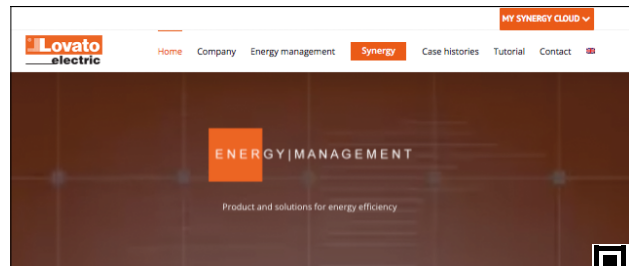 MY SYNERGY CLOUD
Lovato
electric
Home Company Energy management Synergy Case histories Tutorial Contact
ENERGY|MANAGEMENT
Product and solutions for energy efficiency